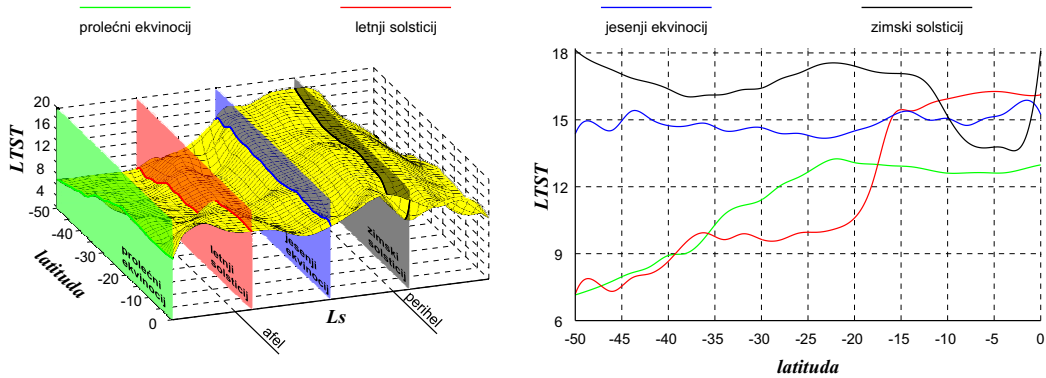 prolećni ekvinocij
letnji solsticij
jesenji ekvinocij
zimski solsticij
LTST
20
16
12
8
4
-50
-40
-30
-20
-10
0
latituda
prolećni
ekvinocij
letnji
solsticij
jesenji
ekvinocij
zimski
solsticij
Ls
afel
perihel
LTST
18
15
12
9
6
-50 -45 -40 -35 -30 -25 -20 -15 -10 -5 0
latituda